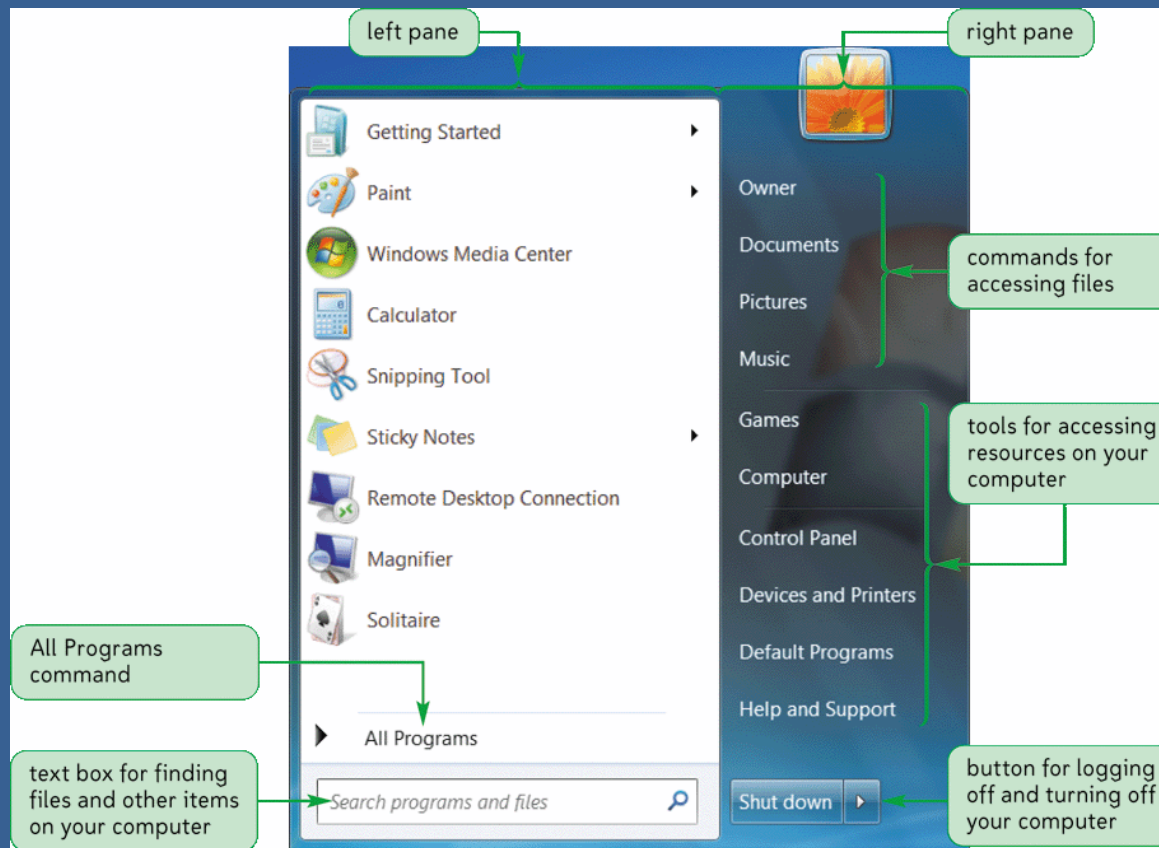 left pane
right pane
Getting Started
Paint
Windows Media Center
Calculator
Snipping Tool
Sticky Notes
Remote Desktop Connection
Magnifier
Solitaire
All Programs
command
All Programs
text box for finding
files and other items
on your computer
Search programs and files
Owner
Documents
Pictures
Music
commands for
accessing files
Games
Computer
Control Panel
Devices and Printers
Default Programs
Help and Support
tools for accessing
resources on your
computer
Shut down
button for logging
off and turning off
your computer